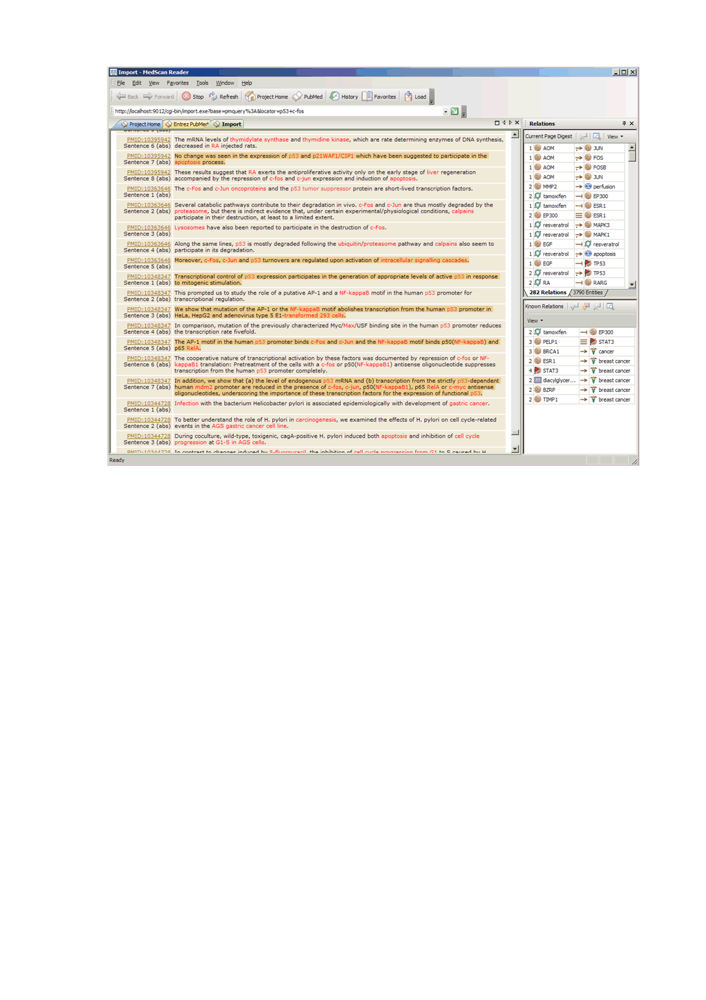 Import - MedScan Reader
File Edit View Favorites Tools Window Help
Back Forward Stop Refresh Project Home PubMed History Favorites Load
http://localhost:9012/cgi-bin/import.exe?base=pmquery%3A&locator=p53+c-fos
Project Home Entrez PubMed Import
PMID:10395942 The mRNA levels of thymidylate synthase and thymidine kinase, which are rate determining enzymes of DNA synthesis,
Sentence 6 (abs) decreased in RA injected rats.
PMID:10395942 No change was seen in the expression of p53 and p21WAF1/CIP1 which have been suggested to participate in the
Sentence 7 (abs) apoptosis process.
PMID:10395942 These results suggest that RA exerts the antiproliferative activity only on the early stage of liver regeneration
Sentence 8 (abs) accompanied by the repression of c-fos and c-jun expression and induction of apoptosis.
PMID:10363646 The c-Fos and c-Jun oncoproteins and the p53 tumor suppressor protein are short-lived transcription factors.
Sentence 1 (abs)
PMID:10363646 Several catabolic pathways contribute to their degradation in vivo. c-Fos and c-Jun are thus mostly degraded by the
Sentence 2 (abs) proteasome, but there is indirect evidence that, under certain experimental/physiological conditions, calpains
participate in their destruction, at least to a limited extent.
PMID:10363646 Lysosomes have also been reported to participate in the destruction of c-Fos.
Sentence 3 (abs)
PMID:10363646 Along the same lines, p53 is mostly degraded following the ubiquitin/proteasome pathway and calpains also seem to
Sentence 4 (abs) participate in its degradation.
PMID:10363646 Moreover, c-Fos, c-Jun and p53 turnovers are regulated upon activation of intracellular signalling cascades.
Sentence 5 (abs)
PMID:10348347 Transcriptional control of p53 expression participates in the generation of appropriate levels of active p53 in response
Sentence 1 (abs) to mitogenic stimulation.
PMID:10348347 This prompted us to study the role of a putative AP-1 and a NF-kappaB motif in the human p53 promoter for
Sentence 2 (abs) transcriptional regulation.
PMID:10348347 We show that mutation of the AP-1 or the NF-kappaB motif abolishes transcription from the human p53 promoter in
Sentence 3 (abs) HeLa, HepG2 and adenovirus type 5 E1-transformed 293 cells.
PMID:10348347 In comparison, mutation of the previously characterized Myc/Max/USF binding site in the human p53 promoter reduces
Sentence 4 (abs) the transcription rate fivefold.
PMID:10348347 The AP-1 motif in the human p53 promoter binds c-Fos and c-Jun and the NF-kappaB motif binds p50(NF-kappaB) and
Sentence 5 (abs) p65 RelA.
PMID:10348347 The cooperative nature of transcriptional activation by these factors was documented by repression of c-fos or NF-
Sentence 6 (abs) kappaB1 translation: Pretreatment of the cells with a c-fos or p50(NF-kappaB1) antisense oligonucleotide suppresses
transcription from the human p53 promoter completely.
PMID:10348347 In addition, we show that (a) the level of endogenous p53 mRNA and (b) transcription from the strictly p53-dependent
Sentence 7 (abs) human mdm2 promoter are reduced in the presence of c-fos, c-jun, p50(NF-kappaB1), p65 RelA or c-myc antisense
oligonucleotides, underscoring the importance of these transcription factors for the expression of functional p53.
PMID:10344728 Infection with the bacterium Helicobacter pylori is associated epidemiologically with development of gastric cancer.
Sentence 1 (abs)
PMID:10344728 To better understand the role of H. pylori in carcinogenesis, we examined the effects of H. pylori on cell cycle-related
Sentence 2 (abs) events in the AGS gastric cancer cell line.
PMID:10344728 During coculture, wild-type, toxigenic, cagA-positive H. pylori induced both apoptosis and inhibition of cell cycle
Sentence 3 (abs) progression at G1-S in AGS cells.
PMID:10344728 In contrast to changes induced by 5-fluorouracil, the inhibition of cell cycle progression from G1 to S caused by H.
Ready
Relations
Current Page Digest View
1 AOM JUN
1 AOM FOS
1 AOM FOSB
1 AOM JUN
2 MMP2 perfusion
2 tamoxifen EP300
1 tamoxifen ESR1
2 EP300 ESR1
1 resveratrol MAPK3
1 resveratrol MAPK1
1 EGF resveratrol
1 resveratrol apoptosis
1 EGF TP53
2 resveratrol TP53
2 RA RARG
282 Relations 3790 Entities
Known Relations
View
2 tamoxifen EP300
3 PELP1 STAT3
3 BRCA1 cancer
2 ESR1 breast cancer
4 STAT3 breast cancer
2 diacylglycer... breast cancer
2 BZRP breast cancer
2 TIMP1 breast cancer